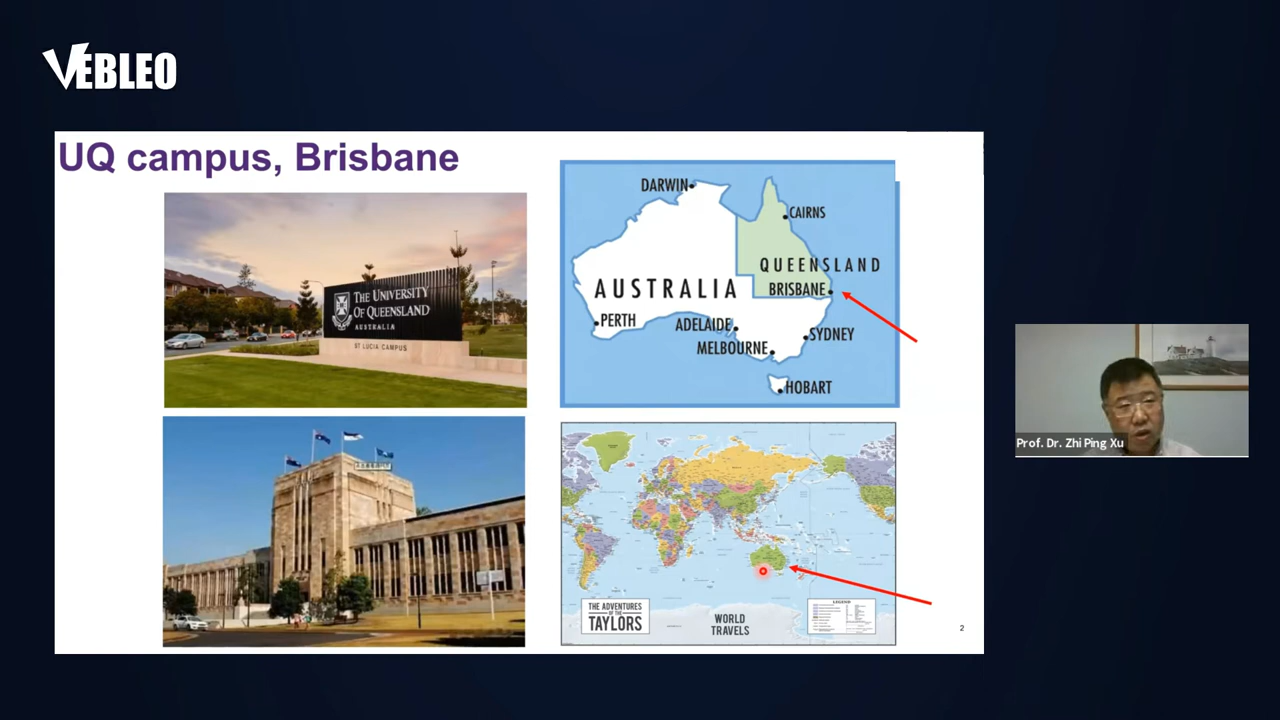 VEBLEO
UQ campus, Brisbane
THE UNIVERSITY
OF QUEENSLAND
AUSTRALIA
ST LUCIA CAMPUS
DARWIN
CAIRNS
QUEENSLAND
BRISBANE
AUSTRALIA
PERTH
ADELAIDE
SYDNEY
MELBOURNE
HOBART
THE ADVENTURES
OF THE
TAYLORS
WORLD
TRAVELS
LEGEND
2
Prof. Dr. Zhi Ping Xu